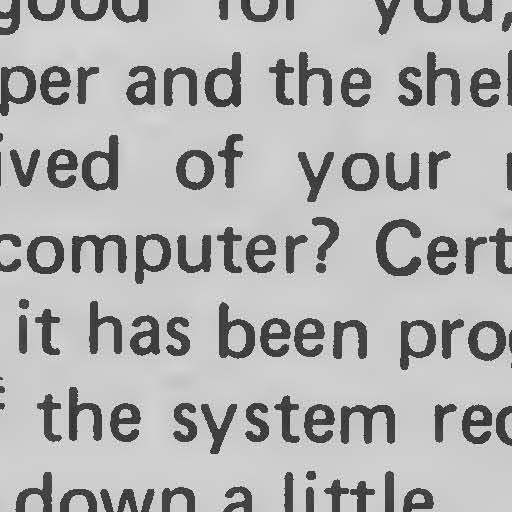 good for you,
per and the shel
ived of your
computer? Cert
it has been prog
the system rec
down a little